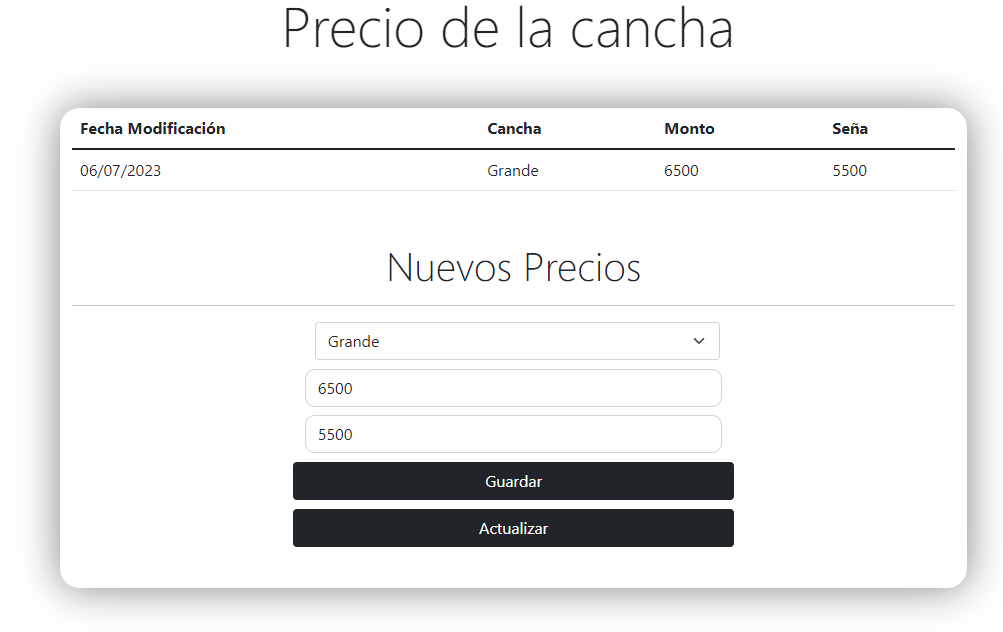 Precio de la cancha
Fecha Modificación Cancha Monto Seña
06/07/2023 Grande 6500 5500
Nuevos Precios
Grande
6500
5500
Guardar
Actualizar